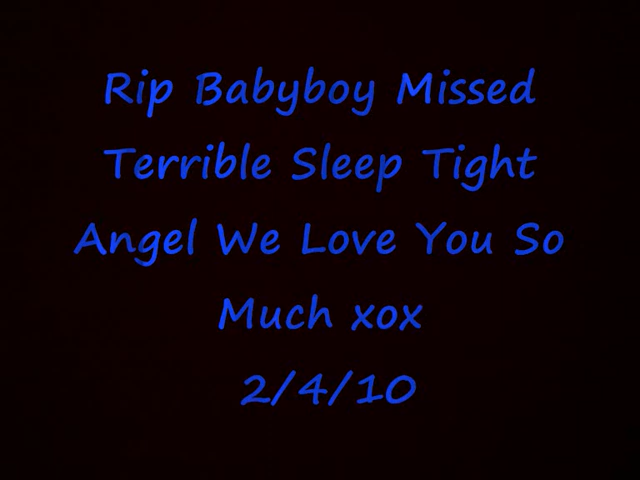 Rip Babyboy Missed
Terrible Sleep Tight
Angel We Love You So
Much xox
2/4/10